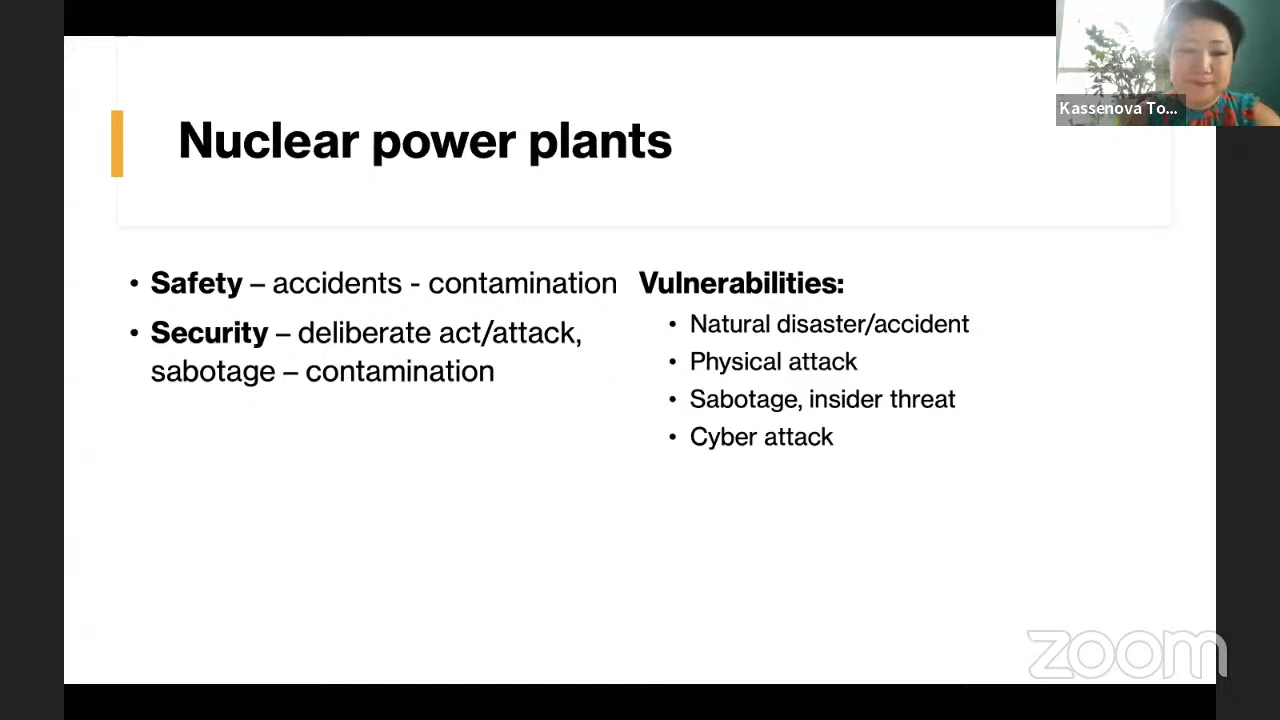 Kassenova To...
Nuclear power plants
• Safety – accidents - contamination
• Security – deliberate act/attack,
sabotage – contamination
Vulnerabilities:
• Natural disaster/accident
• Physical attack
• Sabotage, insider threat
• Cyber attack
zoom